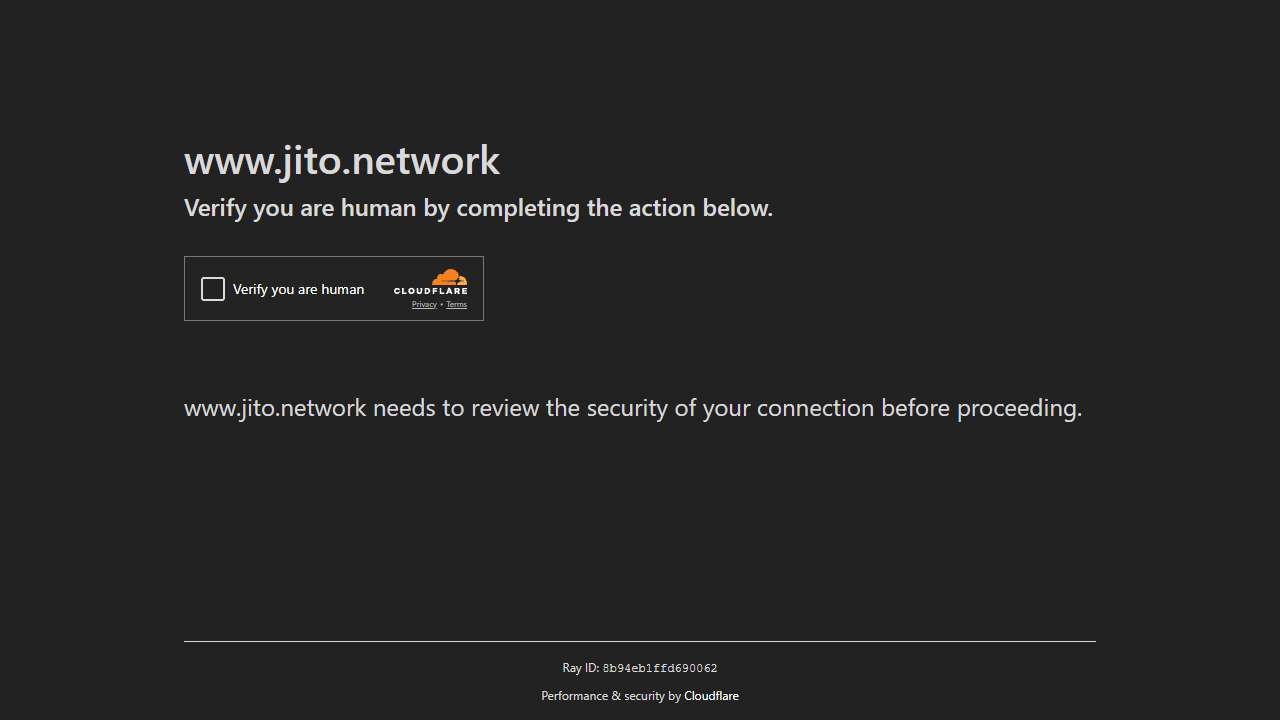 www.jito.network
Verify you are human by completing the action below.
Verify you are human
CLOUDFLARE
Privacy • Terms
www.jito.network needs to review the security of your connection before proceeding.
Ray ID: 8b94eb1ffd690062
Performance & security by Cloudflare